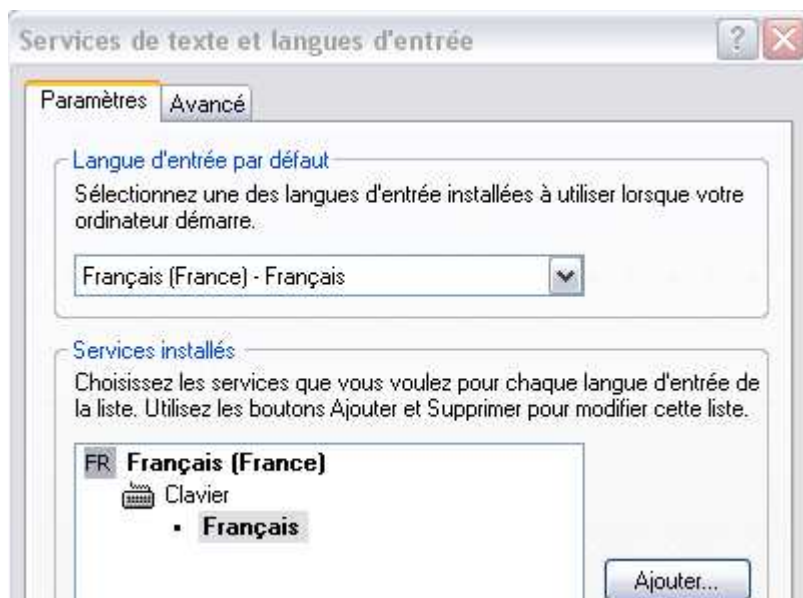 Services de texte et langues d'entrée
?
Paramètres
Avancé
Langue d'entrée par défaut
Sélectionnez une des langues d'entrée installées à utiliser lorsque votre
ordinateur démarre.
Français (France) - Français
Services installés
Choisissez les services que vous voulez pour chaque langue d'entrée de
la liste. Utilisez les boutons Ajouter et Supprimer pour modifier cette liste.
FR Français (France)
Clavier
Français
Ajouter...